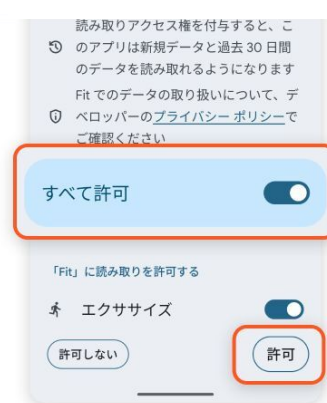 読み取りアクセス権を付与すると、こ
のアプリは新規データと過去 30 日間
のデータを読み取れるようになります
Fit でのデータの取り扱いについて、デ
ベロッパーのプライバシー ポリシーで
ご確認ください
すべて許可
「Fit」に読み取りを許可する
エクササイズ
許可しない
許可